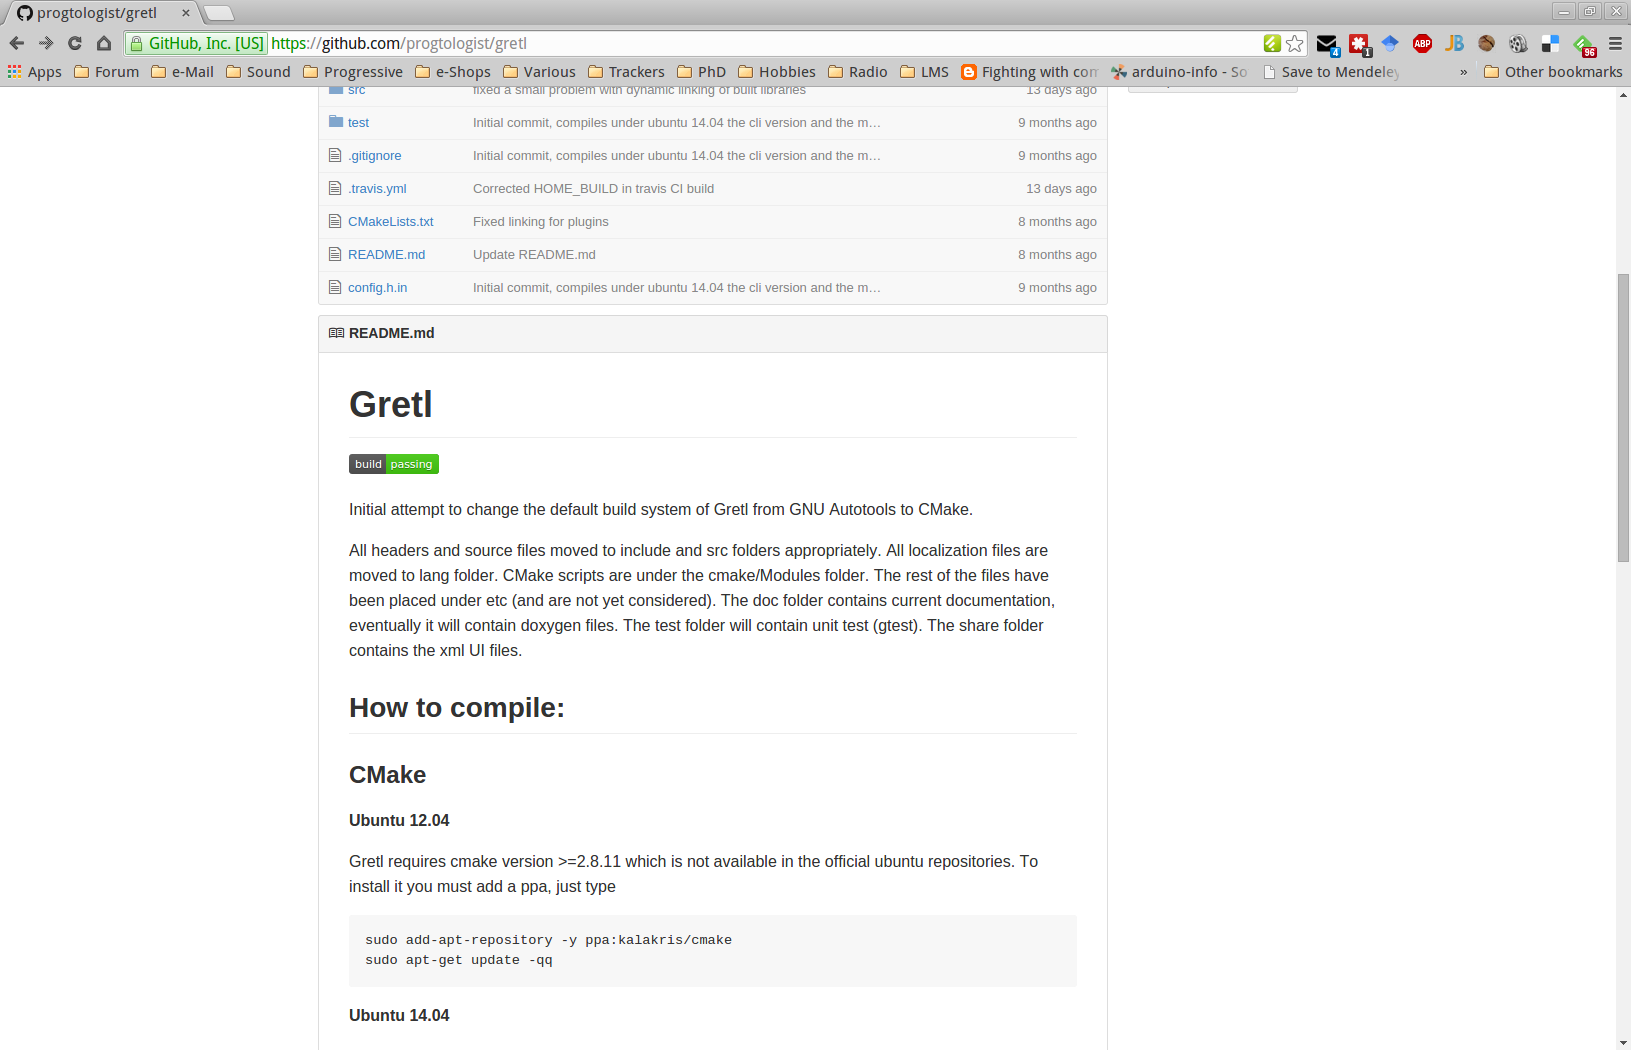 progtologist/gretl
GitHub, Inc. [US] https://github.com/progtologist/gretl
4 1 ABP JB 96
Apps Forum e-Mail Sound Progressive e-Shops Various Trackers PhD Hobbies Radio LMS Fighting with com arduino-info - So Save to Mendeley » Other bookmarks
src fixed a small problem with dynamic linking of built libraries 13 days ago
test Initial commit, compiles under ubuntu 14.04 the cli version and the m… 9 months ago
.gitignore Initial commit, compiles under ubuntu 14.04 the cli version and the m… 9 months ago
.travis.yml Corrected HOME_BUILD in travis CI build 13 days ago
CMakeLists.txt Fixed linking for plugins 8 months ago
README.md Update README.md 8 months ago
config.h.in Initial commit, compiles under ubuntu 14.04 the cli version and the m… 9 months ago
README.md
Gretl
build passing
Initial attempt to change the default build system of Gretl from GNU Autotools to CMake.
All headers and source files moved to include and src folders appropriately. All localization files are
moved to lang folder. CMake scripts are under the cmake/Modules folder. The rest of the files have
been placed under etc (and are not yet considered). The doc folder contains current documentation,
eventually it will contain doxygen files. The test folder will contain unit test (gtest). The share folder
contains the xml UI files.
How to compile:
CMake
Ubuntu 12.04
Gretl requires cmake version >=2.8.11 which is not available in the official ubuntu repositories. To
install it you must add a ppa, just type
sudo add-apt-repository -y ppa:kalakris/cmake
sudo apt-get update -qq
Ubuntu 14.04